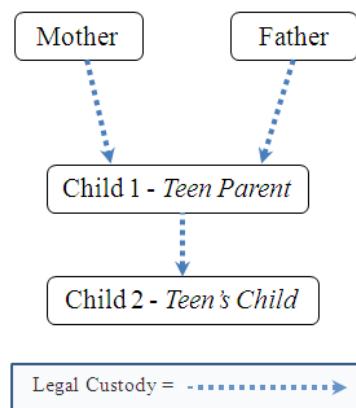 Mother
Father
Child 1 - Teen Parent
Child 2 - Teen’s Child
Legal Custody =